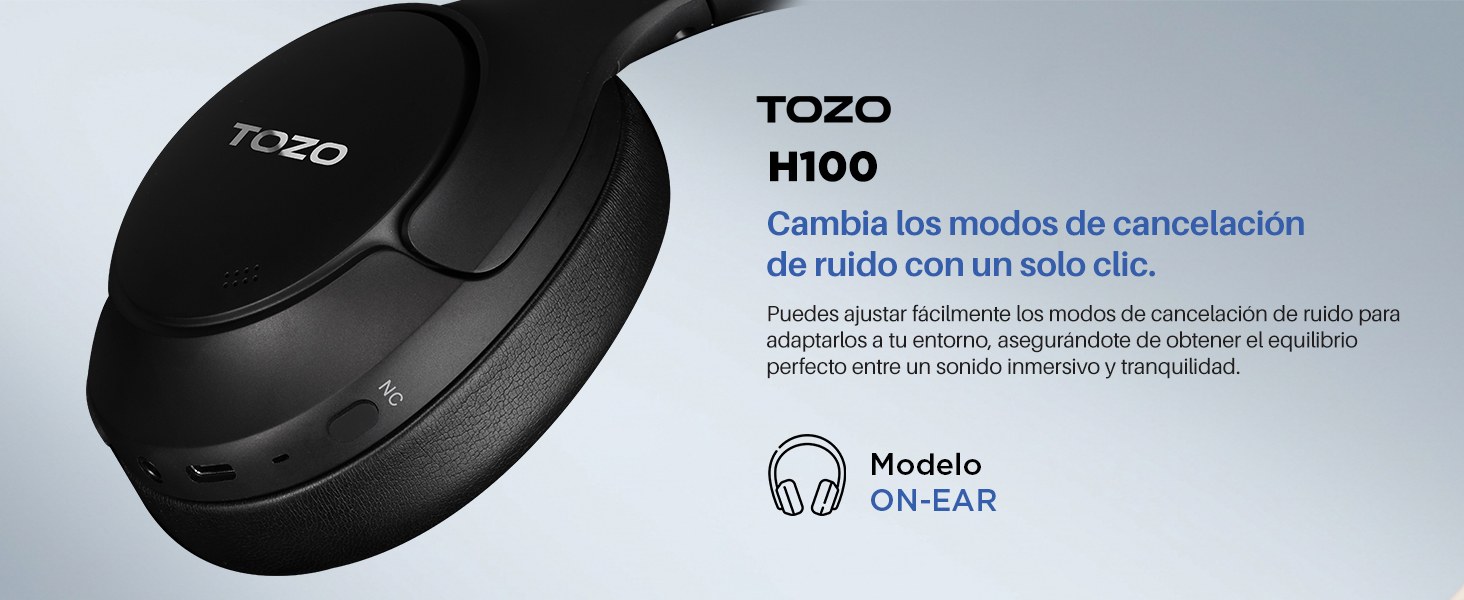 TOZO
NC
TOZO
H100
Cambia los modos de cancelación
de ruido con un solo clic.
Puedes ajustar fácilmente los modos de cancelación de ruido para
adaptarlos a tu entorno, asegurándote de obtener el equilibrio
perfecto entre un sonido inmersivo y tranquilidad.
Modelo
ON-EAR